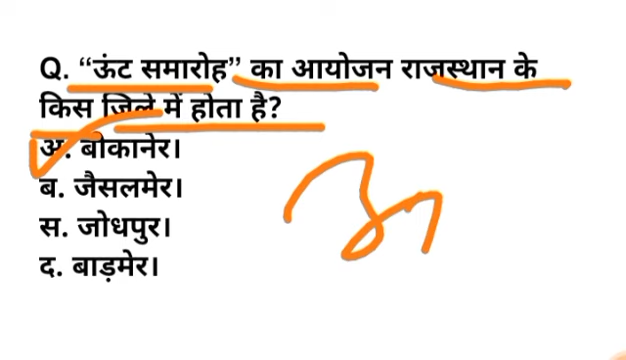 Q. “ऊंट समारोह” का आयोजन राजस्थान के
किस जिले में होता है?
अ. बीकानेर।
ब. जैसलमेर।
स. जोधपुर।
द. बाड़मेर।
अ